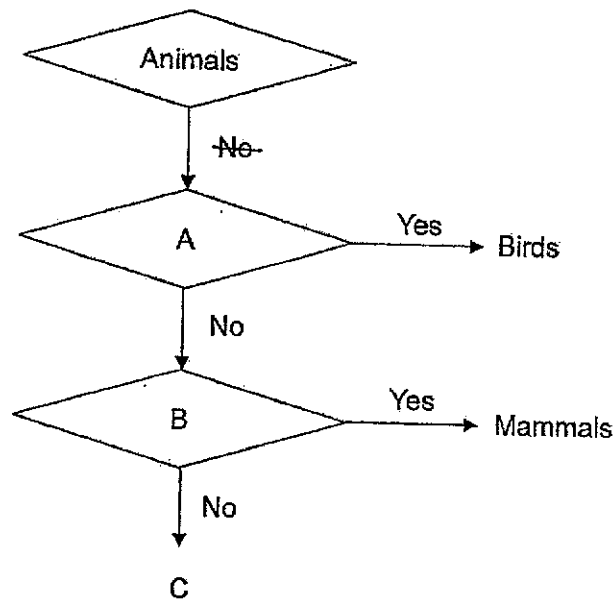 Animals
No
A
Yes
Birds
No
B
Yes
Mammals
No
C